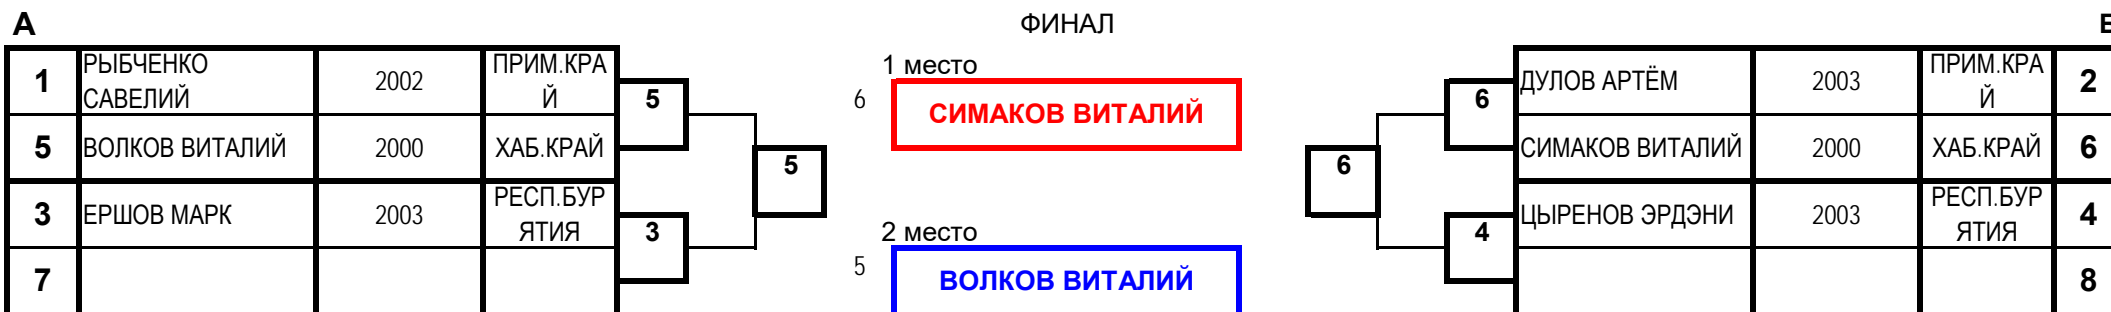 А
ФИНАЛ
1
РЫБЧЕНКО
САВЕЛИЙ
2002
ПРИМ.КРА
Й
5
ВОЛКОВ ВИТАЛИЙ
2000
ХАБ.КРАЙ
3
ЕРШОВ МАРК
2003
РЕСП.БУР
ЯТИЯ
7
5
3
5
1 место
6
СИМАКОВ ВИТАЛИЙ
2 место
5
ВОЛКОВ ВИТАЛИЙ
6
6
4
ДУЛОВ АРТЁМ
2003
ПРИМ.КРА
Й
2
СИМАКОВ ВИТАЛИЙ
2000
ХАБ.КРАЙ
6
ЦЫРЕНОВ ЭРДЭНИ
2003
РЕСП.БУР
ЯТИЯ
4
8